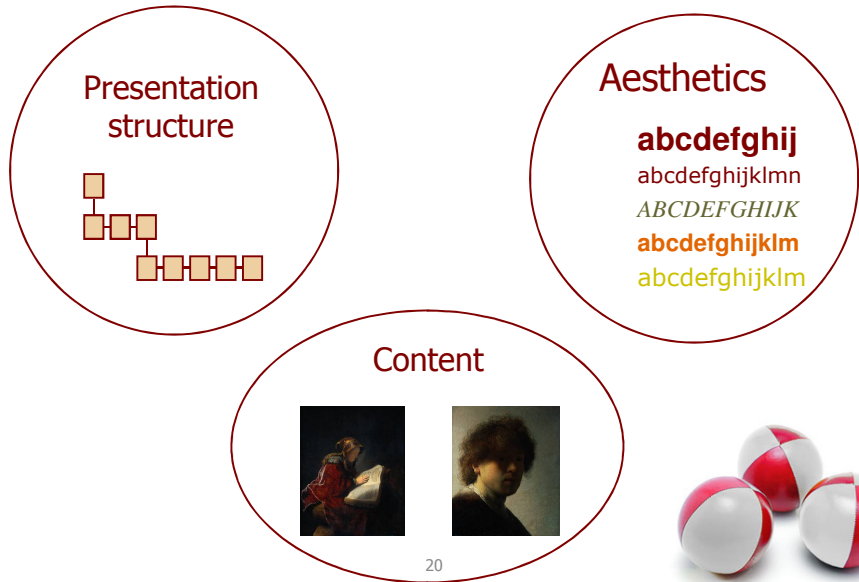 Presentation
structure
Aesthetics
abcdefghij
abcdefghijklmn
ABCDEFGHIJK
abcdefghijklm
abcdefghijklm
Content
20